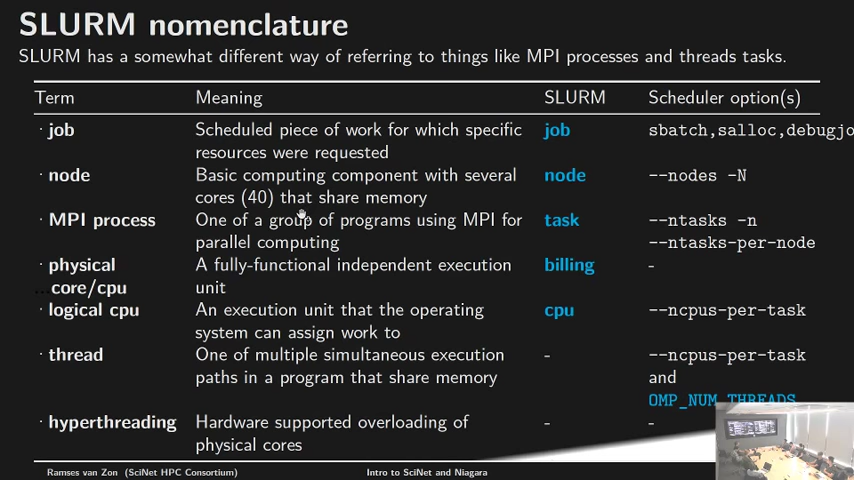 SLURM nomenclature
SLURM has a somewhat different way of referring to things like MPI processes and threads tasks.
Term Meaning SLURM Scheduler option(s)
· job Scheduled piece of work for which specific job sbatch,salloc,debugjo
resources were requested
· node Basic computing component with several node --nodes -N
cores (40) that share memory
· MPI process One of a group of programs using MPI for task --ntasks -n
parallel computing --ntasks-per-node
· physical A fully-functional independent execution billing -
core/cpu unit
· logical cpu An execution unit that the operating cpu --ncpus-per-task
system can assign work to
· thread One of multiple simultaneous execution - --ncpus-per-task
paths in a program that share memory and
OMP_NUM_THREADS
· hyperthreading Hardware supported overloading of - -
physical cores
Ramses van Zon (SciNet HPC Consortium) Intro to SciNet and Niagara